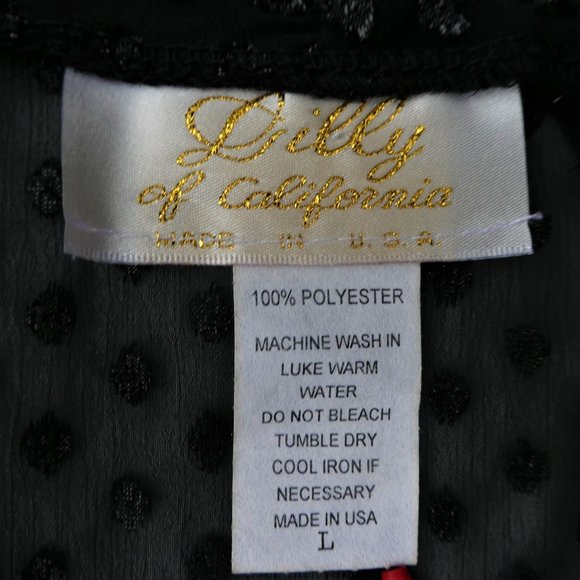 Lilly
of California
MADE IN U.S.A.
100% POLYESTER
MACHINE WASH IN
LUKE WARM
WATER
DO NOT BLEACH
TUMBLE DRY
COOL IRON IF
NECESSARY
MADE IN USA
L